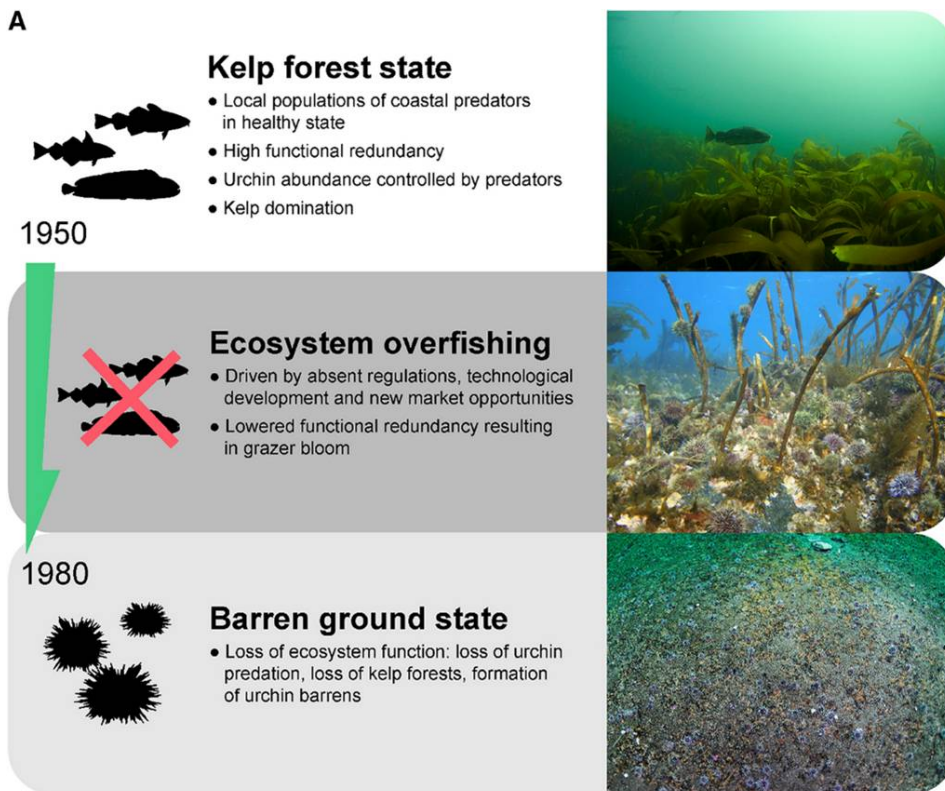 A
Kelp forest state
● Local populations of coastal predators
in healthy state
● High functional redundancy
● Urchin abundance controlled by predators
● Kelp domination
1950
Ecosystem overfishing
● Driven by absent regulations, technological
development and new market opportunities
● Lowered functional redundancy resulting
in grazer bloom
1980
Barren ground state
● Loss of ecosystem function: loss of urchin
predation, loss of kelp forests, formation
of urchin barrens